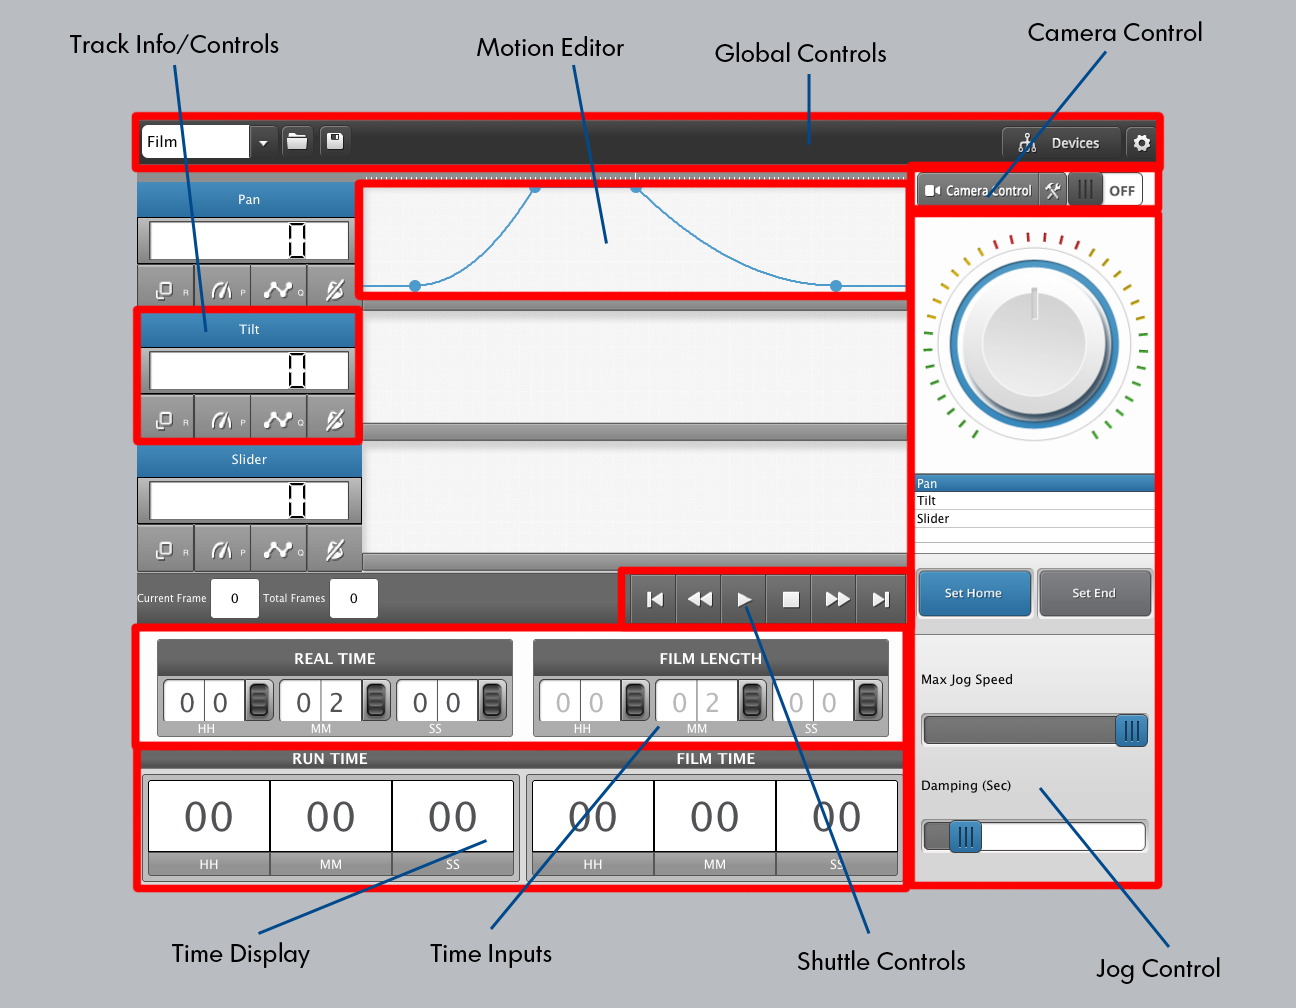 Track Info/Controls
Motion Editor
Global Controls
Camera Control
Film
Devices
Camera Control
OFF
Pan
0
R
P
Q
Tilt
0
R
P
Q
Slider
0
R
P
Q
Pan
Tilt
Slider
Set Home
Set End
Current Frame
0
Total Frames
0
REAL TIME
FILM LENGTH
0 0
0 2
0 0
0 0
0 2
0 0
HH
MM
SS
HH
MM
SS
Max Jog Speed
RUN TIME
FILM TIME
00
00
00
00
00
00
HH
MM
SS
HH
MM
SS
Damping (Sec)
Time Display
Time Inputs
Shuttle Controls
Jog Control